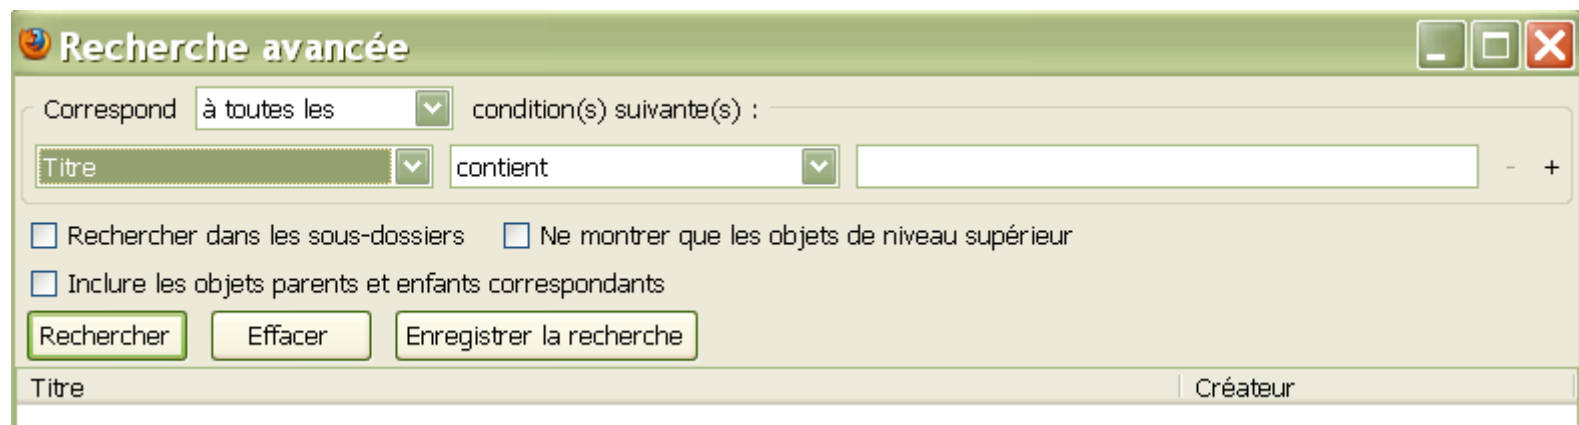 Recherche avancée
Correspond à toutes les condition(s) suivante(s) :
Titre contient - +
Rechercher dans les sous-dossiers Ne montrer que les objets de niveau supérieur
Inclure les objets parents et enfants correspondants
Rechercher Effacer Enregistrer la recherche
Titre Créateur